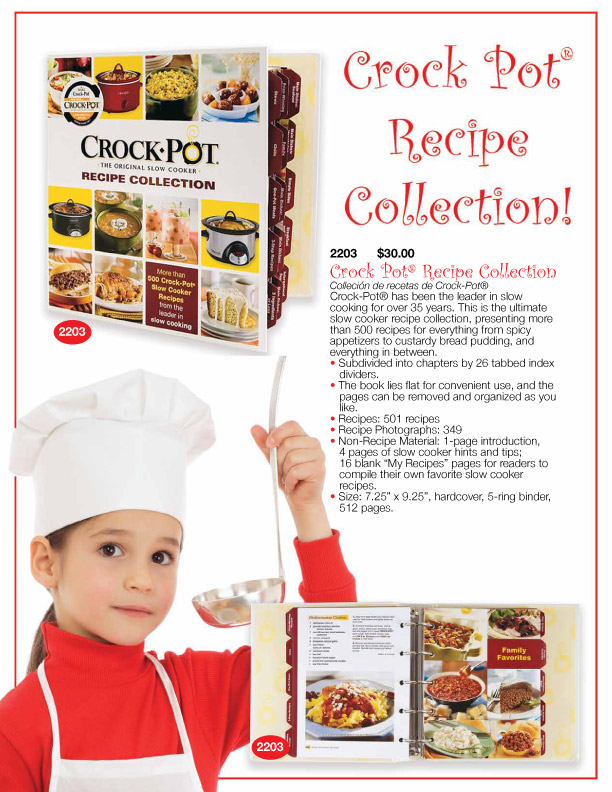 Crock Pot®
Recipe
Collection!
CROCK•POT®
• THE ORIGINAL SLOW COOKER •
RECIPE COLLECTION
More than
500 Crock-Pot®
Slow Cooker
Recipes
from the
leader in
slow cooking
2203
2203 $30.00
Crock Pot® Recipe Collection
Colleción de recetas de Crock-Pot®
Crock-Pot® has been the leader in slow
cooking for over 35 years. This is the ultimate
slow cooker recipe collection, presenting more
than 500 recipes for everything from spicy
appetizers to custardy bread pudding, and
everything in between.
• Subdivided into chapters by 26 tabbed index
dividers.
• The book lies flat for convenient use, and the
pages can be removed and organized as you
like.
• Recipes: 501 recipes
• Recipe Photographs: 349
• Non-Recipe Material: 1-page introduction,
4 pages of slow cooker hints and tips;
16 blank “My Recipes” pages for readers to
compile their own favorite slow cooker
recipes.
• Size: 7.25” x 9.25”, hardcover, 5-ring binder,
512 pages.
Family
Favorites
2203